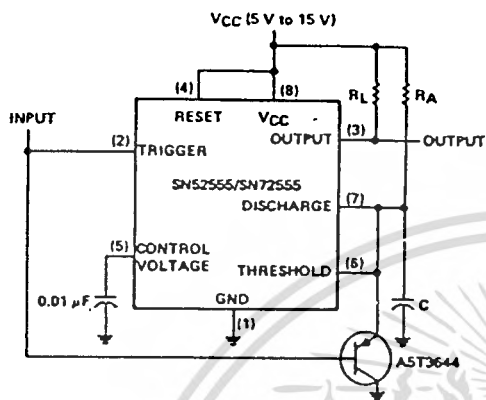 VCC (5 V to 15 V)
(4)
(8)
RL
RA
INPUT
RESET
VCC
(3)
OUTPUT
OUTPUT
(2)
TRIGGER
SN52555/SN72555
(7)
DISCHARGE
(5)
CONTROL
VOLTAGE
(6)
THRESHOLD
0.01 µF
GND
C
(1)
A5T3644